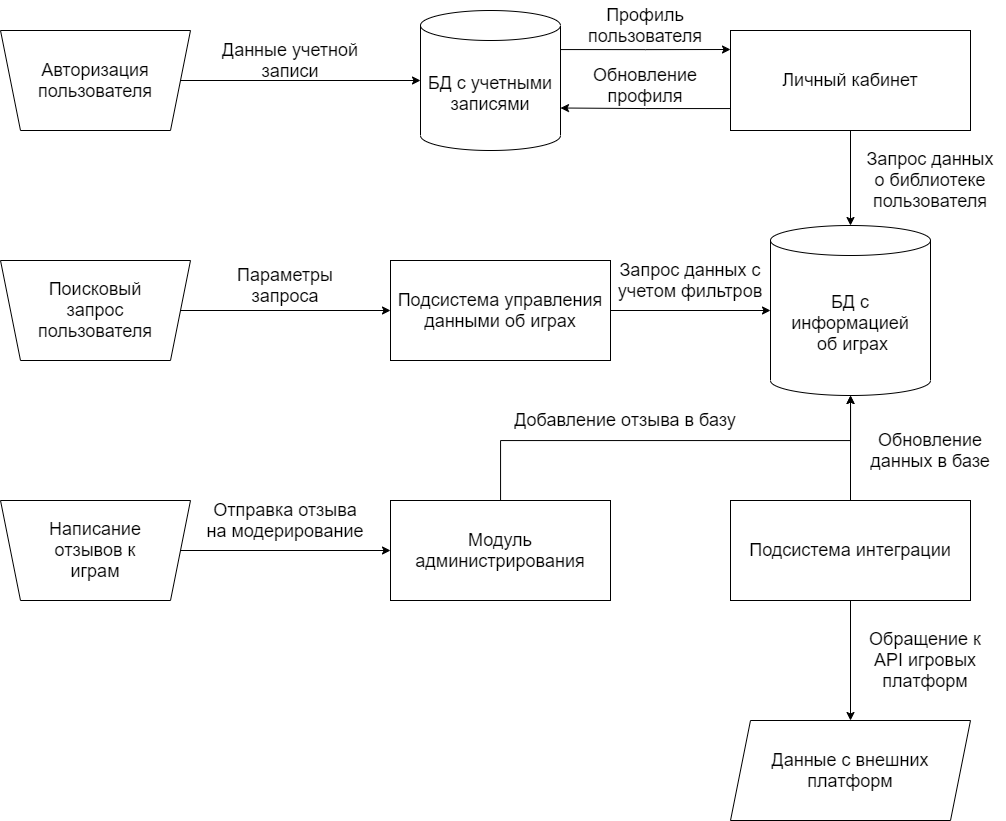 Авторизация
пользователя
Данные учетной
записи
БД с учетными
записями
Профиль
пользователя
Обновление
профиля
Личный кабинет
Запрос данных
о библиотеке
пользователя
Поисковый
запрос
пользователя
Параметры
запроса
Подсистема управления
данными об играх
Запрос данных с
учетом фильтров
БД с
информацией
об играх
Добавление отзыва в базу
Обновление
данных в базе
Написание
отзывов к
играм
Отправка отзыва
на модерирование
Модуль
администрирования
Подсистема интеграции
Обращение к
API игровых
платформ
Данные с внешних
платформ